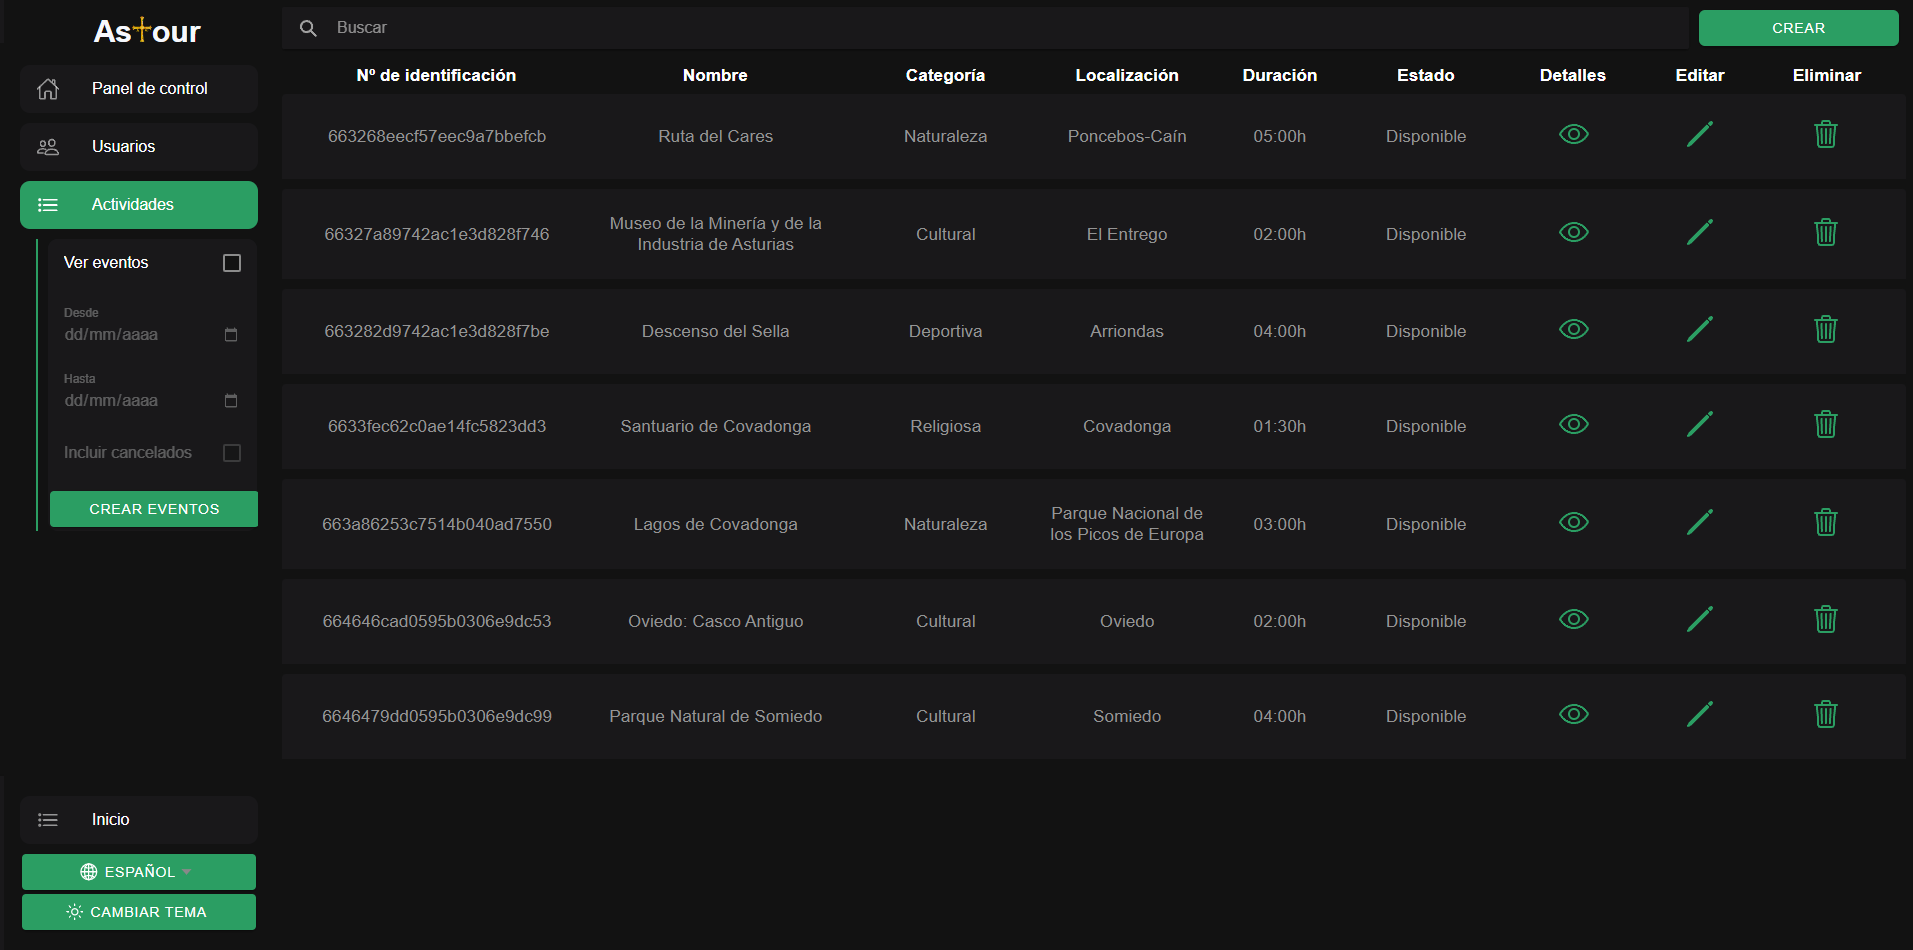 Astour
Panel de control
Usuarios
Actividades
Ver eventos
Desde
dd/mm/aaaa
Hasta
dd/mm/aaaa
Incluir cancelados
CREAR EVENTOS
Inicio
ESPAÑOL
CAMBIAR TEMA
Buscar
CREAR
Nº de identificación Nombre Categoría Localización Duración Estado Detalles Editar Eliminar
663268eecf57eec9a7bbefcb Ruta del Cares Naturaleza Poncebos-Caín 05:00h Disponible
66327a89742ac1e3d828f746 Museo de la Minería y de la
Industria de Asturias Cultural El Entrego 02:00h Disponible
663282d9742ac1e3d828f7be Descenso del Sella Deportiva Arriondas 04:00h Disponible
6633fec62c0ae14fc5823dd3 Santuario de Covadonga Religiosa Covadonga 01:30h Disponible
663a86253c7514b040ad7550 Lagos de Covadonga Naturaleza Parque Nacional de
los Picos de Europa 03:00h Disponible
664646cad0595b0306e9dc53 Oviedo: Casco Antiguo Cultural Oviedo 02:00h Disponible
6646479dd0595b0306e9dc99 Parque Natural de Somiedo Cultural Somiedo 04:00h Disponible